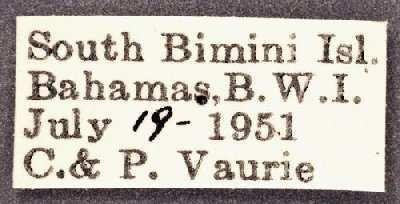 South Bimini Isl.
Bahamas, B.W.I.
July 19- 1951
C.& P. Vaurie